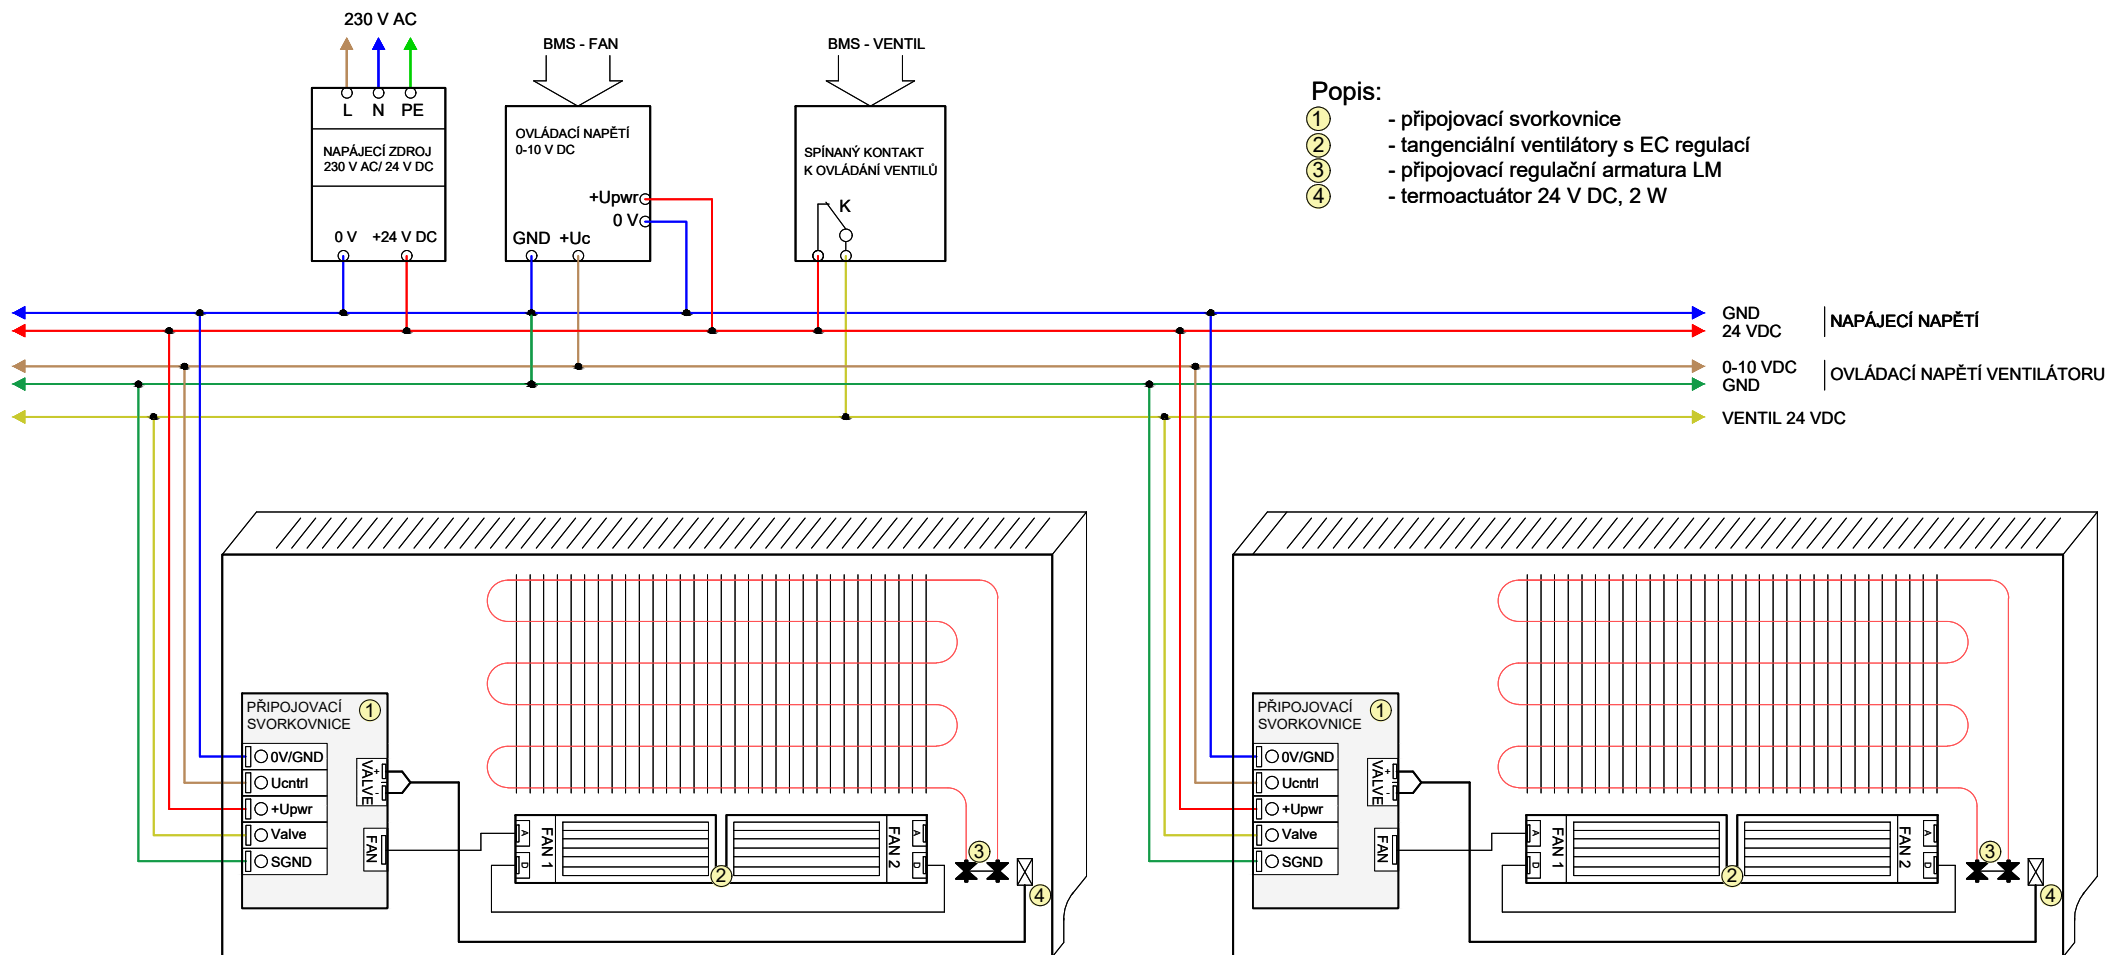 230 V AC
L N PE
NAPÁJECÍ ZDROJ
230 V AC/ 24 V DC
0 V +24 V DC
BMS - FAN
OVLÁDACÍ NAPĚTÍ
0-10 V DC
+Upwr
0 V
GND +Uc
BMS - VENTIL
SPÍNANÝ KONTAKT
K OVLÁDÁNÍ VENTILŮ
K
Popis:
1 - připojovací svorkovnice
2 - tangenciální ventilátory s EC regulací
3 - připojovací regulační armatura LM
4 - termoactuátor 24 V DC, 2 W
GND
24 VDC
NAPÁJECÍ NAPĚTÍ
0-10 VDC
GND
OVLÁDACÍ NAPĚTÍ VENTILÁTORU
VENTIL 24 VDC
PŘIPOJOVACÍ
SVORKOVNICE
1
0V/GND
Ucntrl
+Upwr
Valve
SGND
VALVE
+
-
FAN
A
D
FAN 1
2
FAN 2
A
D
3
4
PŘIPOJOVACÍ
SVORKOVNICE
1
0V/GND
Ucntrl
+Upwr
Valve
SGND
VALVE
+
-
FAN
A
D
FAN 1
2
FAN 2
A
D
3
4